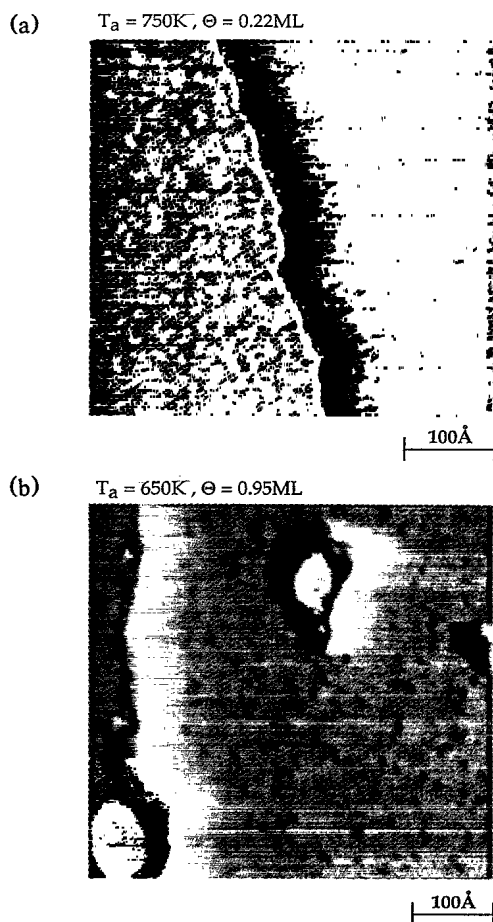 (a)
Tₐ = 750K, Θ = 0.22ML
100Å
(b)
Tₐ = 650K, Θ = 0.95ML
100Å